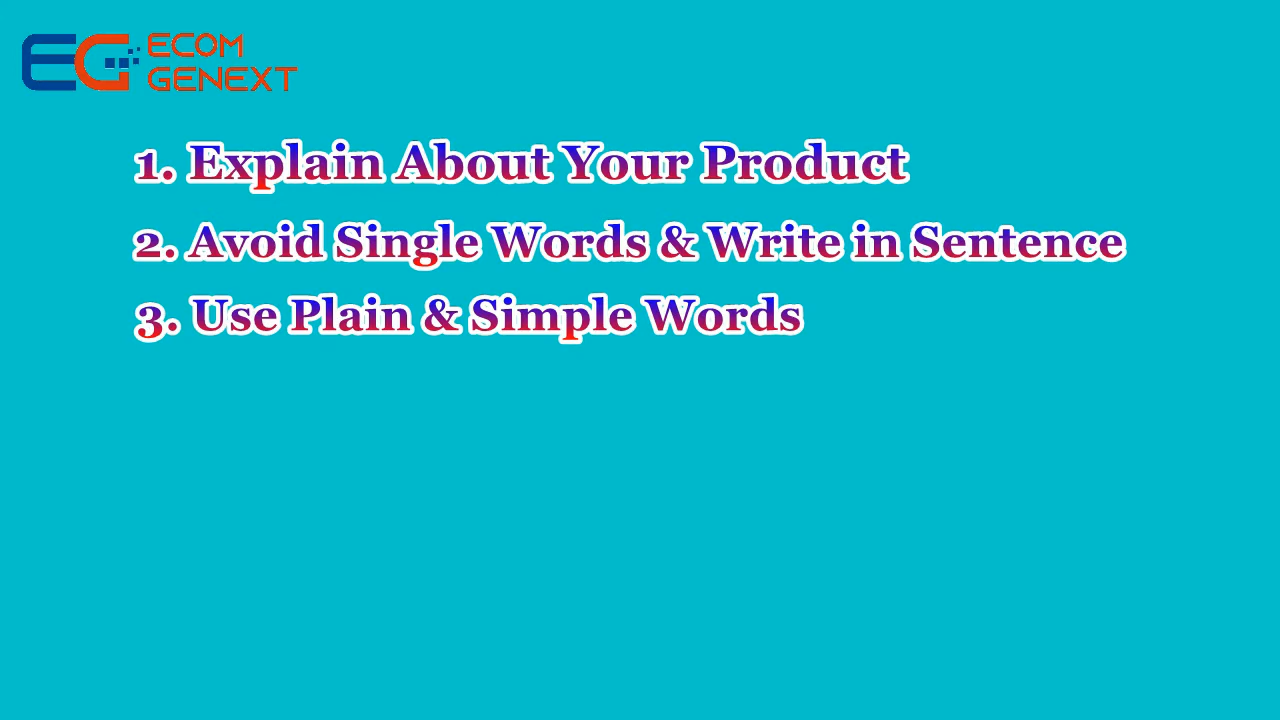 EG ECOM
GENEXT
1. Explain About Your Product
2. Avoid Single Words & Write in Sentence
3. Use Plain & Simple Words